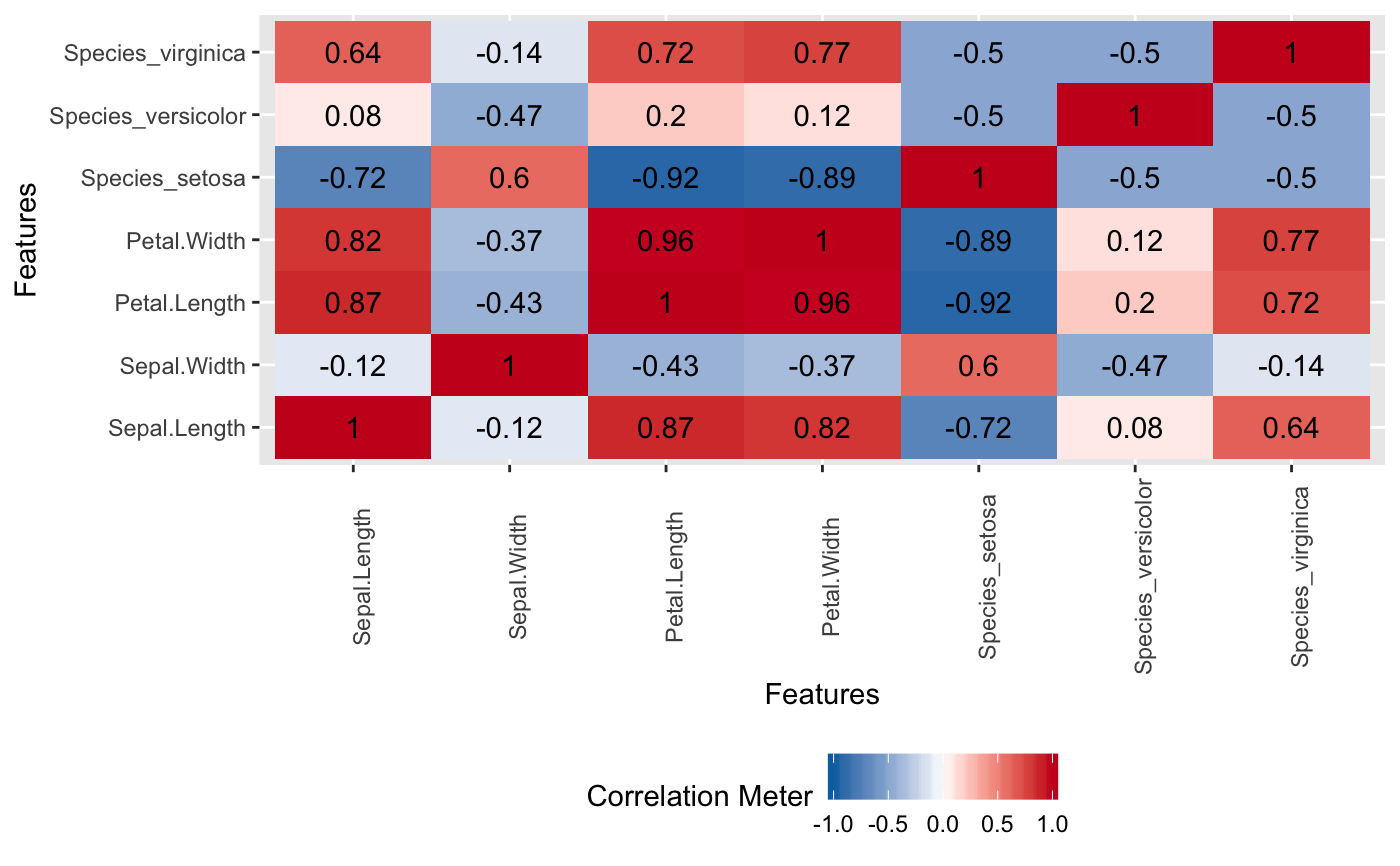 Species_virginica 0.64 -0.14 0.72 0.77 -0.5 -0.5 1
Species_versicolor 0.08 -0.47 0.2 0.12 -0.5 1 -0.5
Species_setosa -0.72 0.6 -0.92 -0.89 1 -0.5 -0.5
Petal.Width 0.82 -0.37 0.96 1 -0.89 0.12 0.77
Petal.Length 0.87 -0.43 1 0.96 -0.92 0.2 0.72
Sepal.Width -0.12 1 -0.43 -0.37 0.6 -0.47 -0.14
Sepal.Length 1 -0.12 0.87 0.82 -0.72 0.08 0.64
Features
Sepal.Length
Sepal.Width
Petal.Length
Petal.Width
Species_setosa
Species_versicolor
Species_virginica
Features
Correlation Meter
-1.0 -0.5 0.0 0.5 1.0